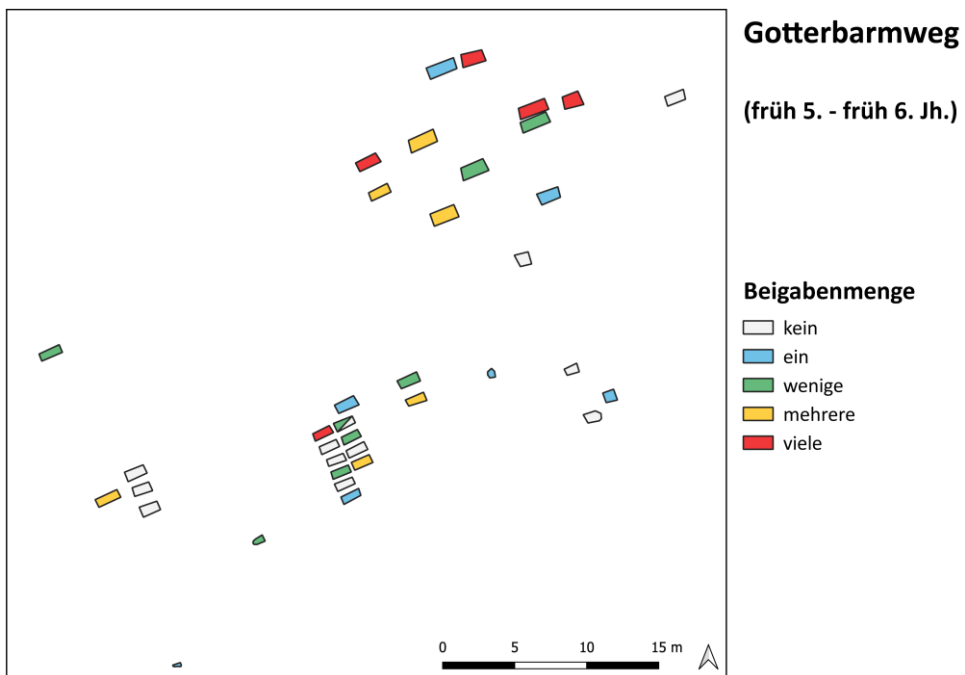 Gotterbarmweg
(früh 5. - früh 6. Jh.)
Beigabenmenge
kein
ein
wenige
mehrere
viele
0 5 10 15 m